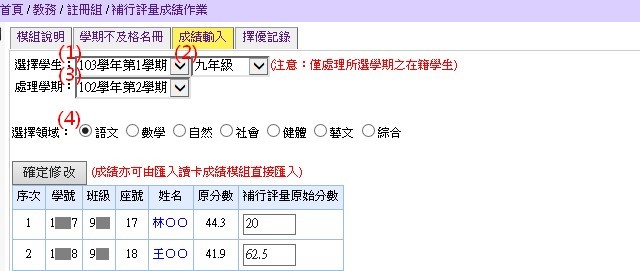 首頁 / 教務 / 註冊組 / 補行評量成績作業
模組說明 學期不及格名冊 成績輸入 擇優記錄
(1) (2)
選擇學生： 103學年第1學期 九年級 (注意：僅處理所選學期之在籍學生)
(3)
處理學期： 102學年第2學期
(4)
選擇領域： 語文 數學 自然 社會 健體 藝文 綜合
確定修改 (成績亦可由匯入讀卡成績模組直接匯入)
序次 學號 班級 座號 姓名 原分數 補行評量原始分數
1 1 7 9 17 林○○ 44.3 20
2 1 8 9 18 王○○ 41.9 62.5